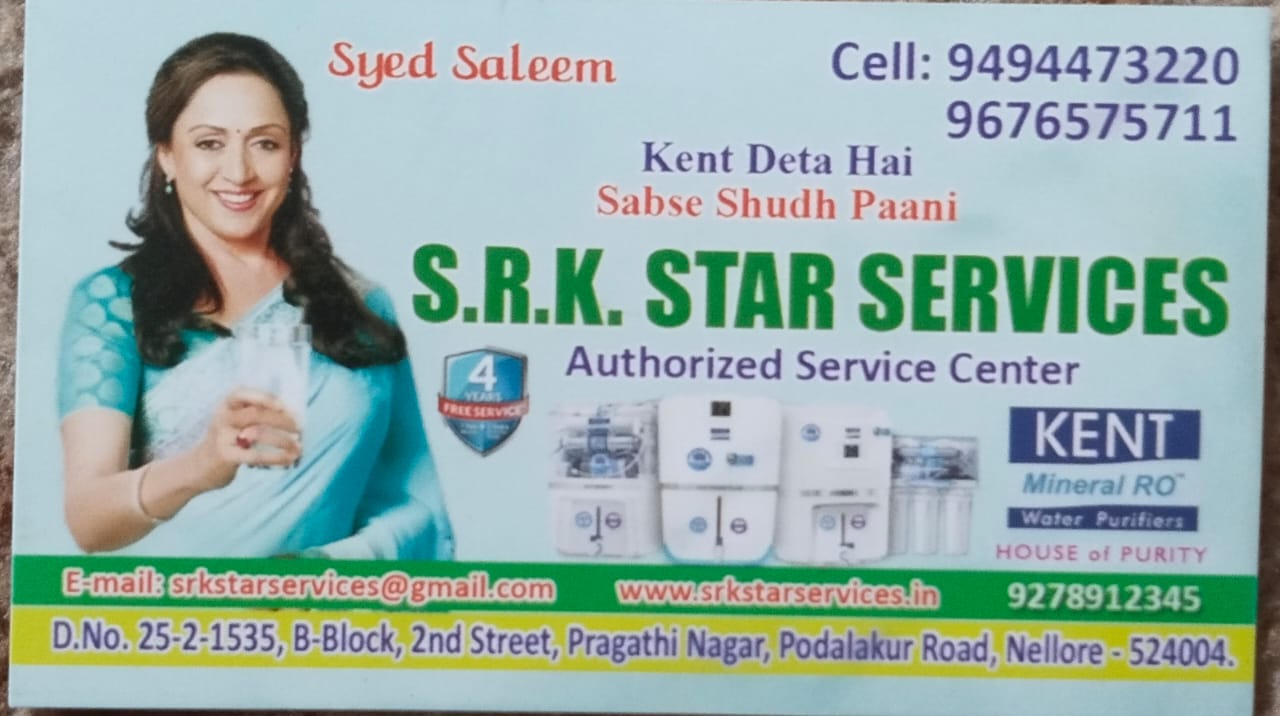 Syed Saleem
Cell: 9494473220
9676575711
Kent Deta Hai
Sabse Shudh Paani
S.R.K. STAR SERVICES
Authorized Service Center
4
YEARS
FREE SERVICE
KENT
Mineral RO™
Water Purifiers
HOUSE of PURITY
E-mail: srkstarservices@gmail.com www.srkstarservices.in 9278912345
D.No. 25-2-1535, B-Block, 2nd Street, Pragathi Nagar, Podalakur Road, Nellore - 524004.